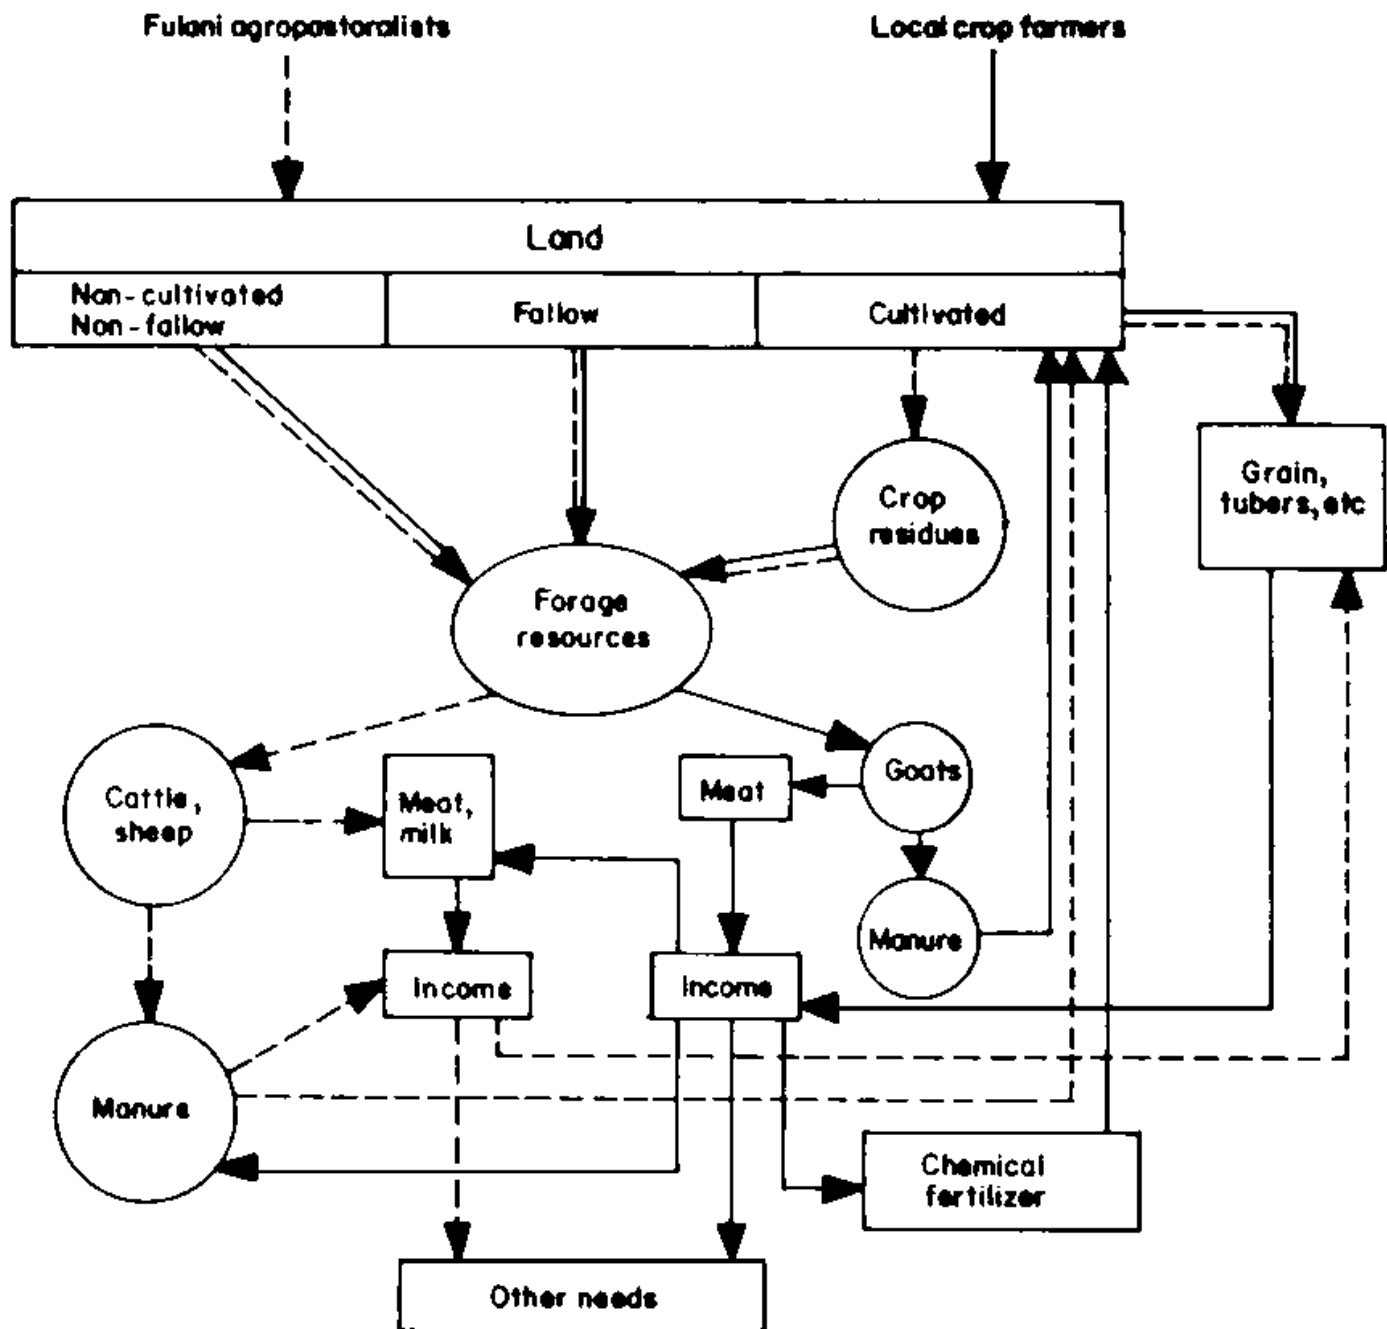 Fulani agropastoralists
Local crop farmers
Land
Non-cultivated
Non-fallow
Fallow
Cultivated
Grain,
tubers, etc
Crop
residues
Forage
resources
Goats
Meat
Cattle,
sheep
Meat,
milk
Manure
Income
Income
Manure
Chemical
fertilizer
Other needs